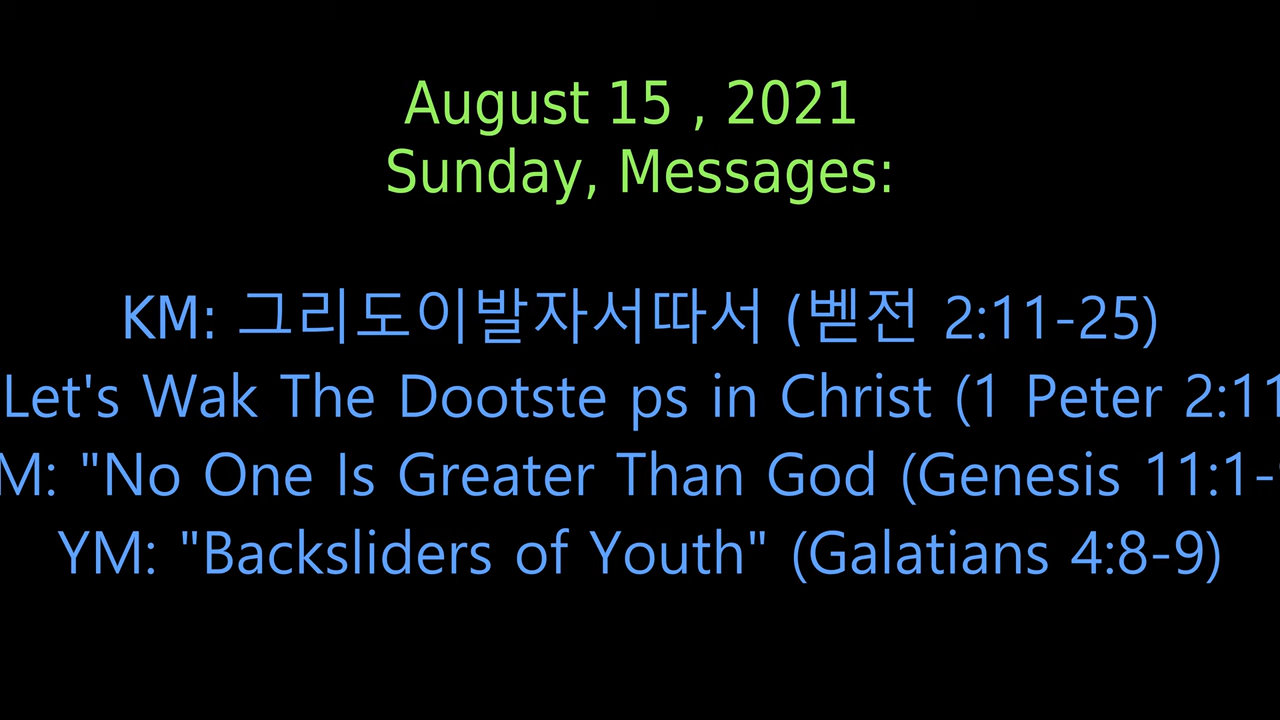 August 15 , 2021
Sunday, Messages:
KM: 그리도이발자서따서 (벧전 2:11-25)
Let's Wak The Dootste ps in Christ (1 Peter 2:11
M: "No One Is Greater Than God (Genesis 11:1-
YM: "Backsliders of Youth" (Galatians 4:8-9)